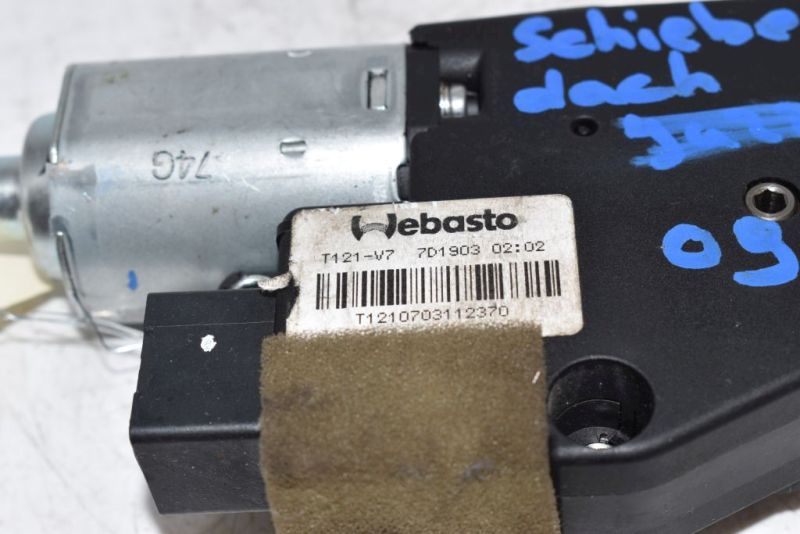 Schiebe
dach
09
74G
Webasto
T121-V7 7D1903 02:02
T1210703112370